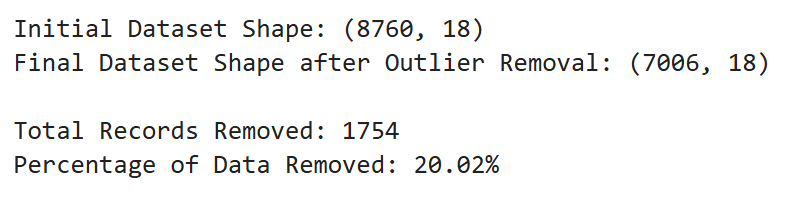 Initial Dataset Shape: (8760, 18)
Final Dataset Shape after Outlier Removal: (7006, 18)
Total Records Removed: 1754
Percentage of Data Removed: 20.02%